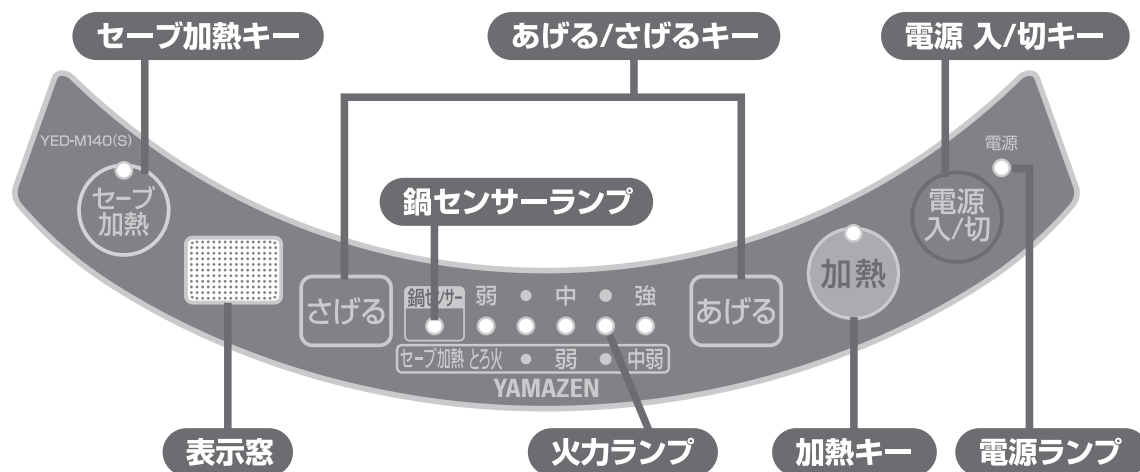 セーブ加熱キー
あげる/さげるキー
電源 入/切キー
YED-M140(S)
電源
セーブ
加熱
鍋センサーランプ
電源
入/切
加熱
さげる
鍋センサー 弱 ● 中 ● 強
あげる
セーブ加熱 とろ火 ● 弱 ● 中弱
YAMAZEN
表示窓
火力ランプ
加熱キー
電源ランプ